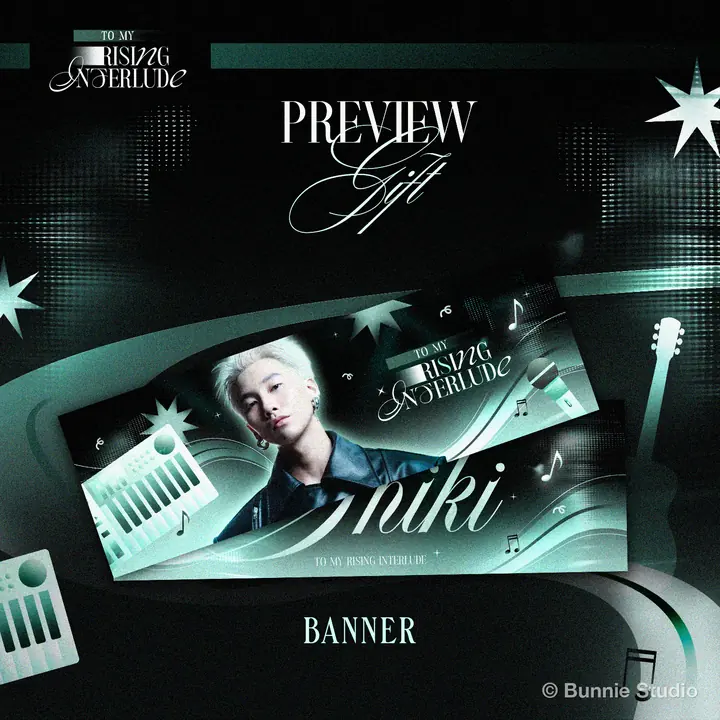 TO MY
RISING
INTERLUDE
PREVIEW
Gift
TO MY
RISING
INTERLUDE
niki
TO MY RISING INTERLUDE
BANNER
© Bunnie Studio